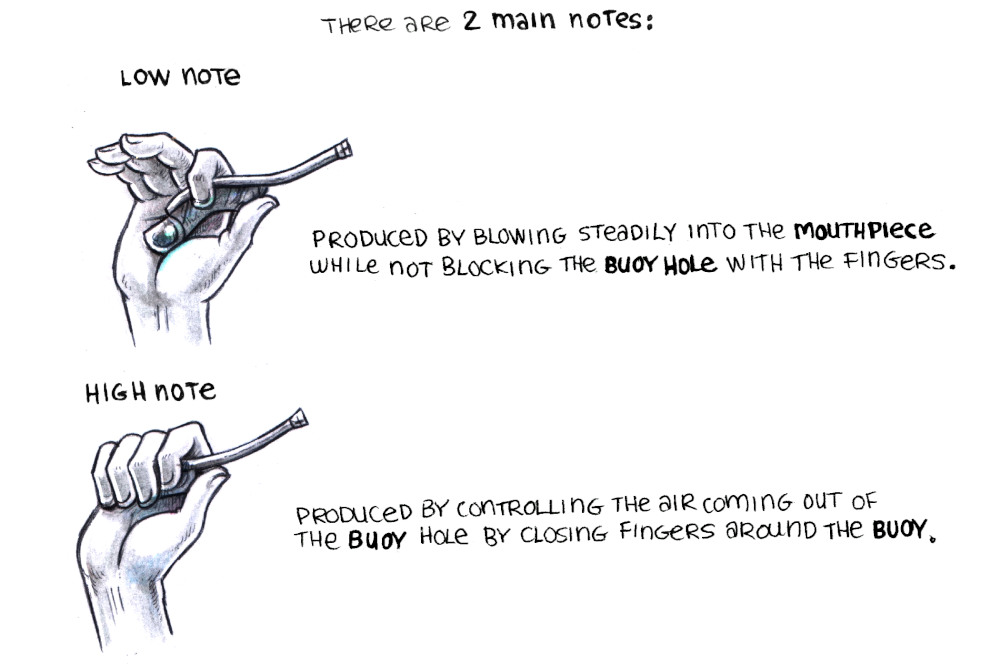 THERE ARE 2 MAIN NOTES:
LOW NOTE
PRODUCED BY BLOWING STEADILY INTO THE MOUTHPIECE
WHILE NOT BLOCKING THE BUOY HOLE WITH THE FINGERS.
HIGH NOTE
PRODUCED BY CONTROLLING THE AIR COMING OUT OF
THE BUOY HOLE BY CLOSING FINGERS AROUND THE BUOY.